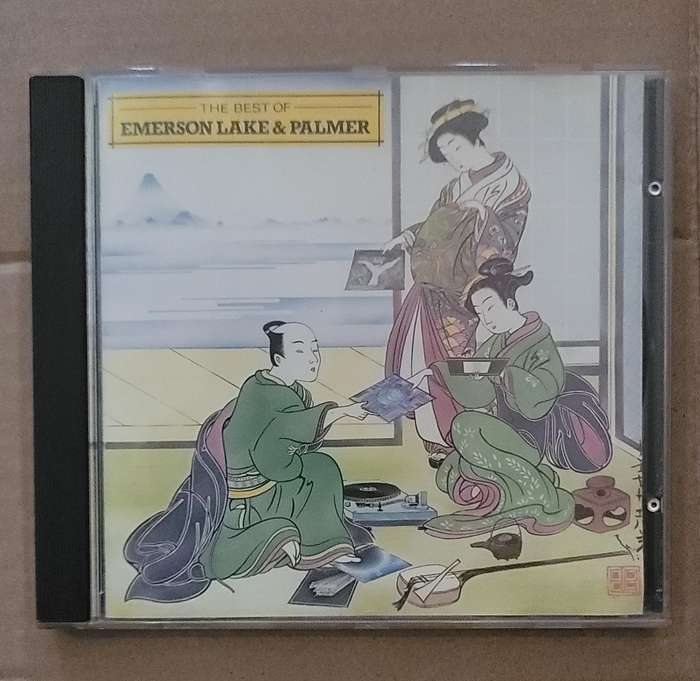 THE BEST OF
EMERSON LAKE & PALMER